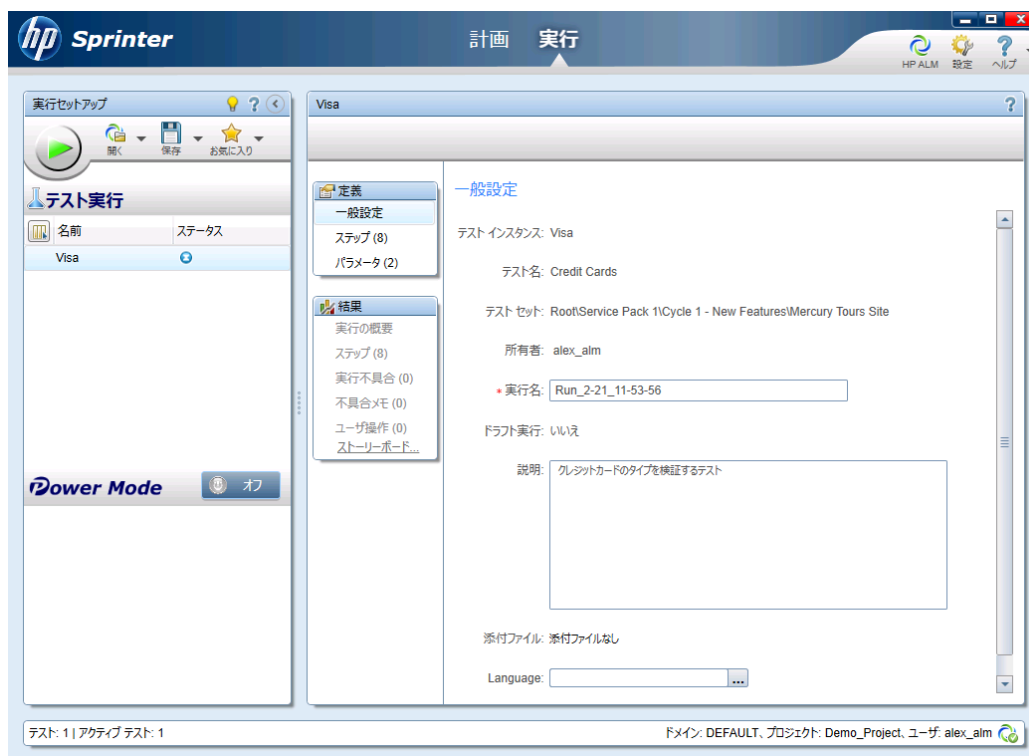 hp Sprinter
計画 実行
HP ALM 設定 ヘルプ
実行セットアップ
開く 保存 お気に入り
テスト実行
名前 ステータス
Visa
Power Mode オフ
Visa
定義
一般設定
ステップ (8)
パラメータ (2)
結果
実行の概要
ステップ (8)
実行不具合 (0)
不具合メモ (0)
ユーザ操作 (0)
ストーリーボード...
一般設定
テスト インスタンス: Visa
テスト名: Credit Cards
テスト セット: Root\Service Pack 1\Cycle 1 - New Features\Mercury Tours Site
所有者: alex_alm
*実行名: Run_2-21_11-53-56
ドラフト実行: いいえ
説明: クレジットカードのタイプを検証するテスト
添付ファイル: 添付ファイルなし
Language: ...
テスト: 1 | アクティブ テスト: 1
ドメイン: DEFAULT、プロジェクト: Demo_Project、ユーザ: alex_alm